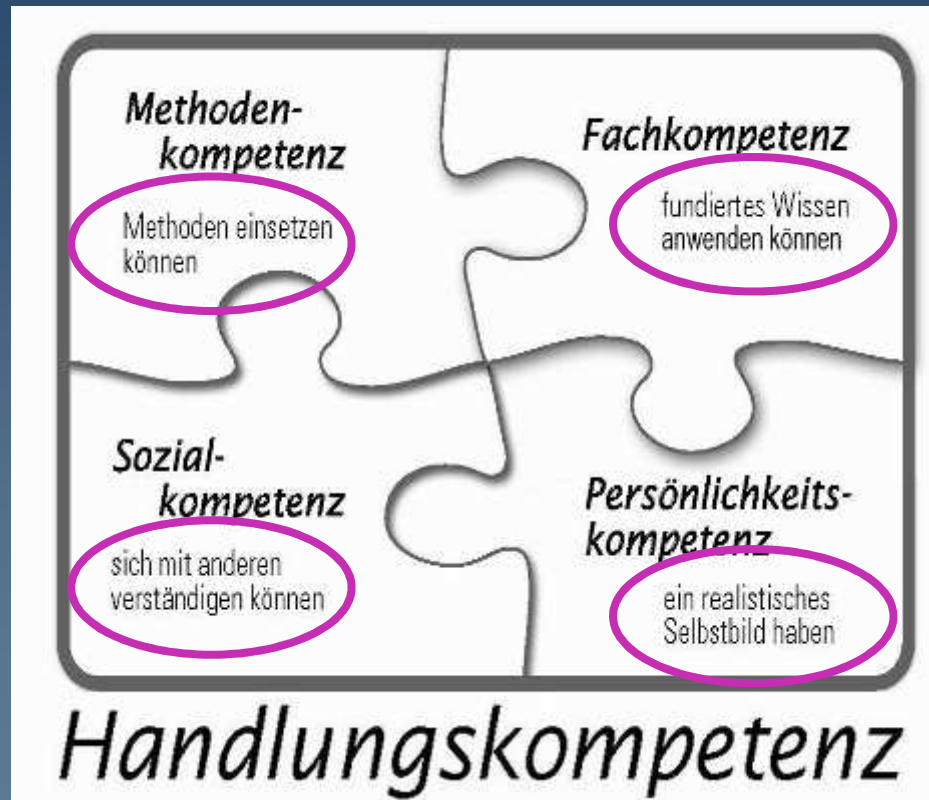 Methoden-
kompetenz
Methoden einsetzen
können
Fachkompetenz
fundiertes Wissen
anwenden können
Sozial-
kompetenz
sich mit anderen
verständigen können
Persönlichkeits-
kompetenz
ein realistisches
Selbstbild haben
Handlungskompetenz